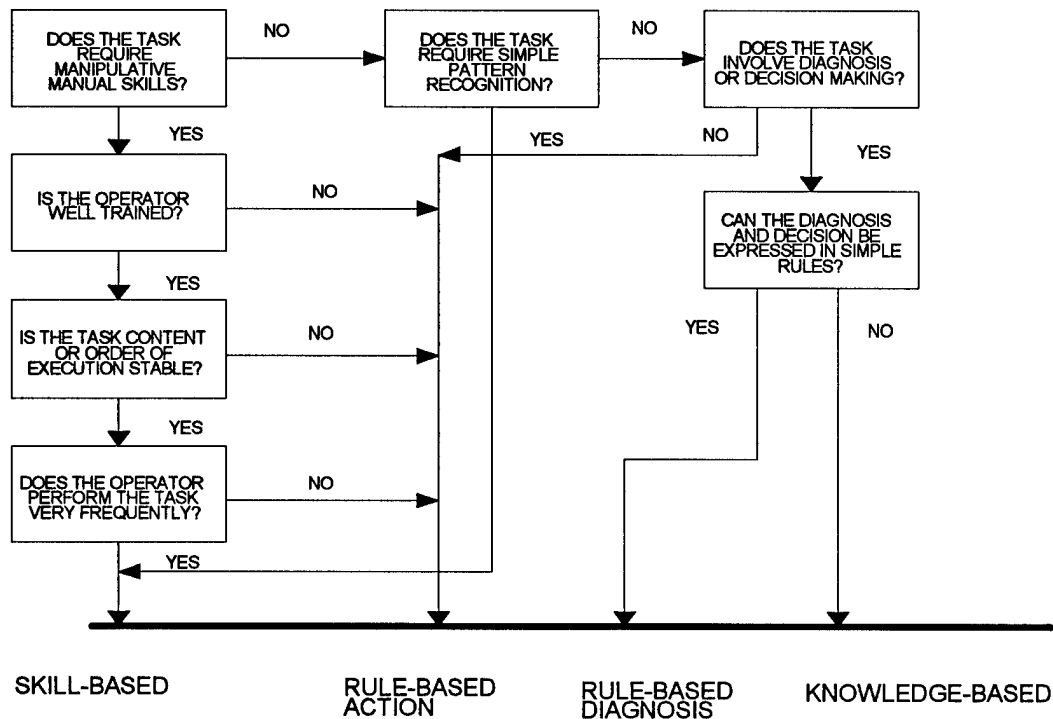 DOES THE TASK
REQUIRE
MANIPULATIVE
MANUAL SKILLS?
NO
DOES THE TASK
REQUIRE SIMPLE
PATTERN
RECOGNITION?
NO
DOES THE TASK
INVOLVE DIAGNOSIS
OR DECISION MAKING?
YES
YES
NO
YES
IS THE OPERATOR
WELL TRAINED?
NO
CAN THE DIAGNOSIS
AND DECISION BE
EXPRESSED IN SIMPLE
RULES?
YES
IS THE TASK CONTENT
OR ORDER OF
EXECUTION STABLE?
NO
YES
NO
YES
DOES THE OPERATOR
PERFORM THE TASK
VERY FREQUENTLY?
NO
YES
SKILL-BASED
RULE-BASED
ACTION
RULE-BASED
DIAGNOSIS
KNOWLEDGE-BASED